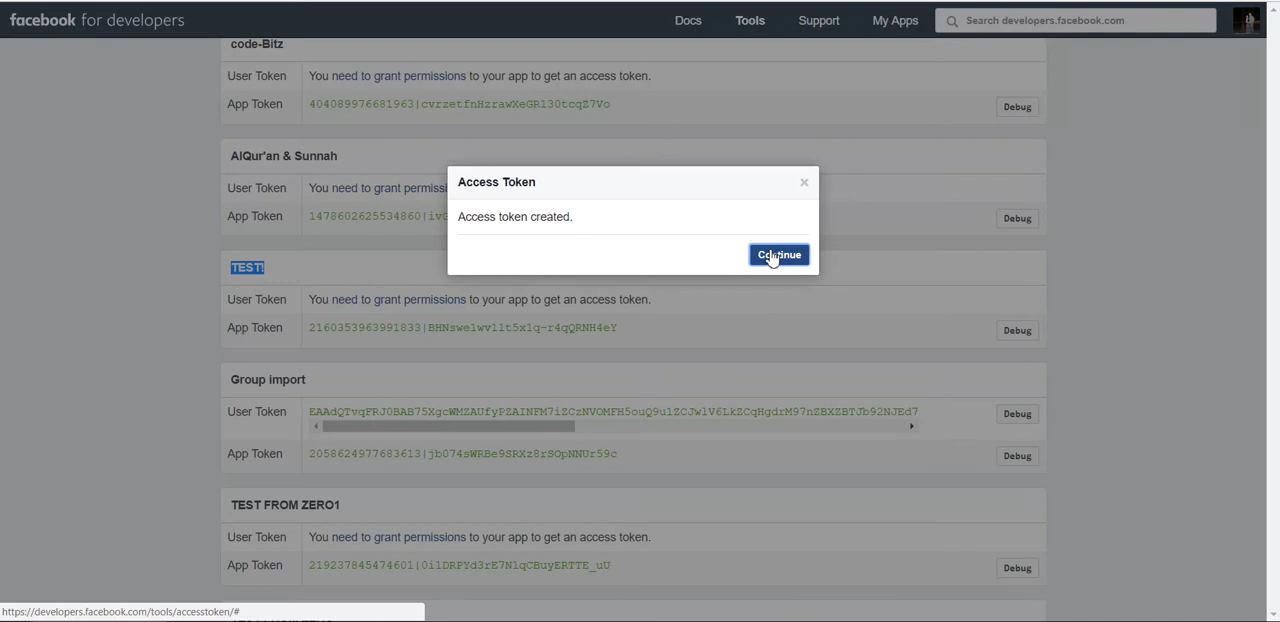 facebook for developers
Docs Tools Support My Apps Search developers.facebook.com
code-Bitz
User Token You need to grant permissions to your app to get an access token.
App Token 404089976681963|cvrzetfnHzrawXeGRl30tcqZ7Vo Debug
AlQur'an & Sunnah
User Token You need to grant permissi
App Token 1478602625534860|ivG Debug
Access Token ×
Access token created.
Continue
TEST!
User Token You need to grant permissions to your app to get an access token.
App Token 2160353963991833|BHNswe1wv11t5x1q-r4qQRNH4eY Debug
Group import
User Token EAAdQTvqFRJ0BAB75XgcWMZAUfyPZAINFM7iZCzNVOMFH5ouQ9u1ZCJwlV6LkZCqHgdrM97nZBXZBTJb92NJEd7 Debug
App Token 2058624977683613|jb074sWRBe9SRXz8rSOpNNUr59c Debug
TEST FROM ZERO1
User Token You need to grant permissions to your app to get an access token.
App Token 219237845474601|0i1DRPYd3rE7N1qCBuyERTTE_uU Debug
https://developers.facebook.com/tools/accesstoken/#